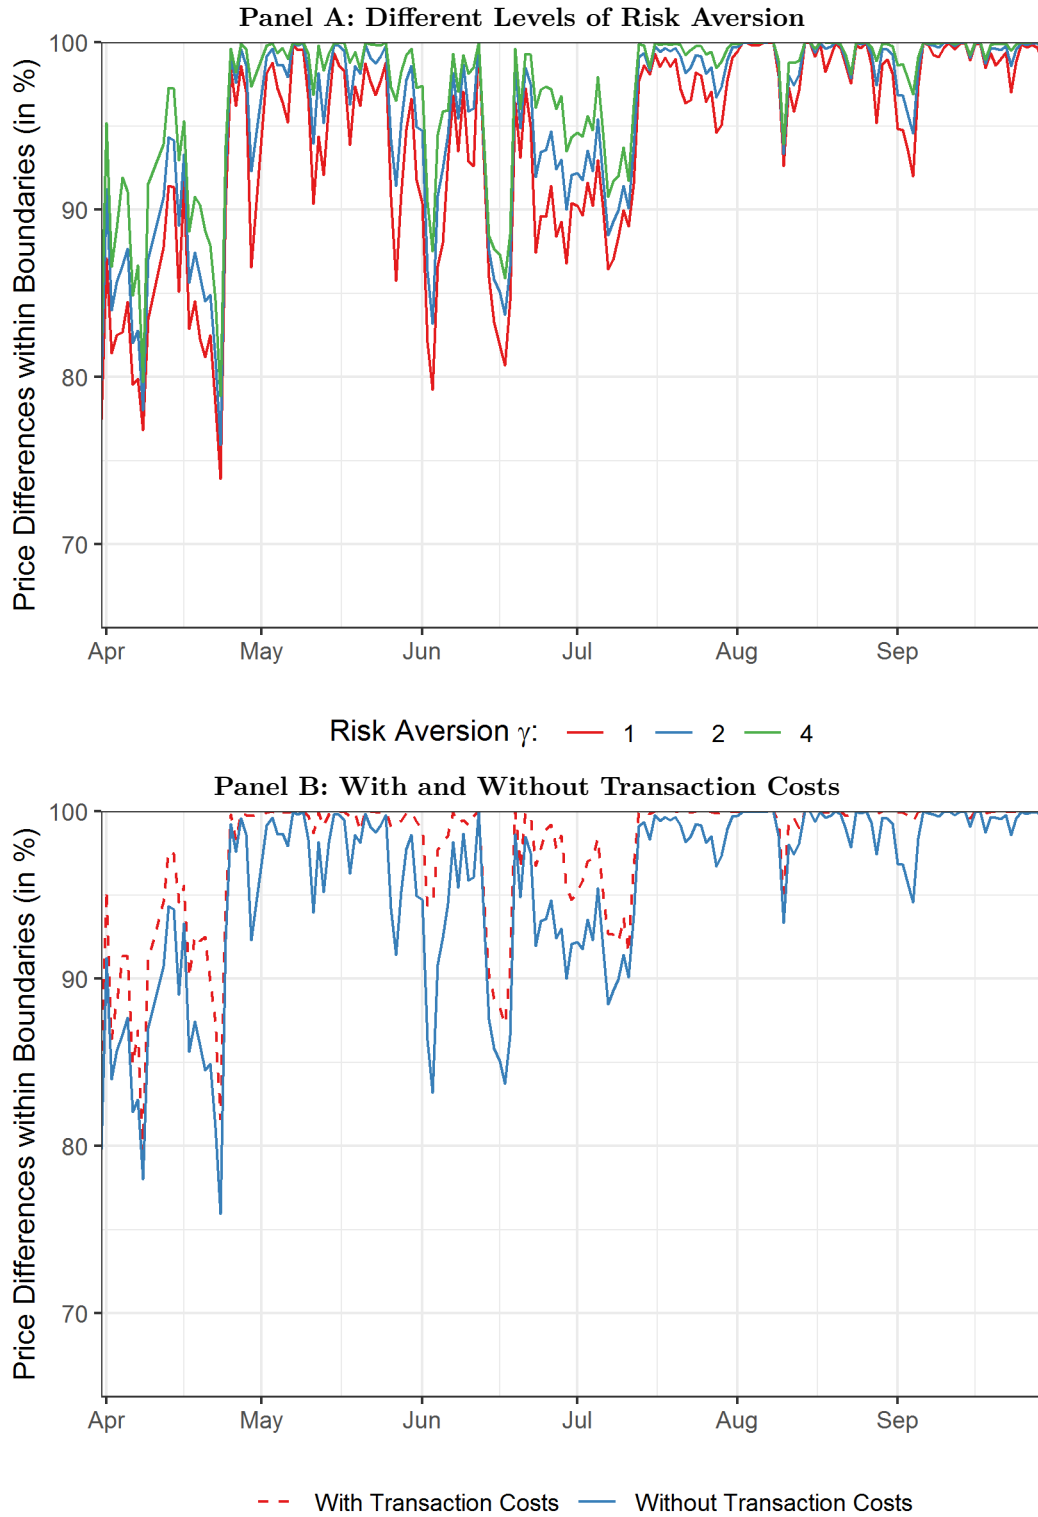 Panel A: Different Levels of Risk Aversion
Price Differences within Boundaries (in %)
100
90
80
70
Apr May Jun Jul Aug Sep
Risk Aversion γ: 1 2 4
Panel B: With and Without Transaction Costs
Price Differences within Boundaries (in %)
100
90
80
70
Apr May Jun Jul Aug Sep
With Transaction Costs Without Transaction Costs